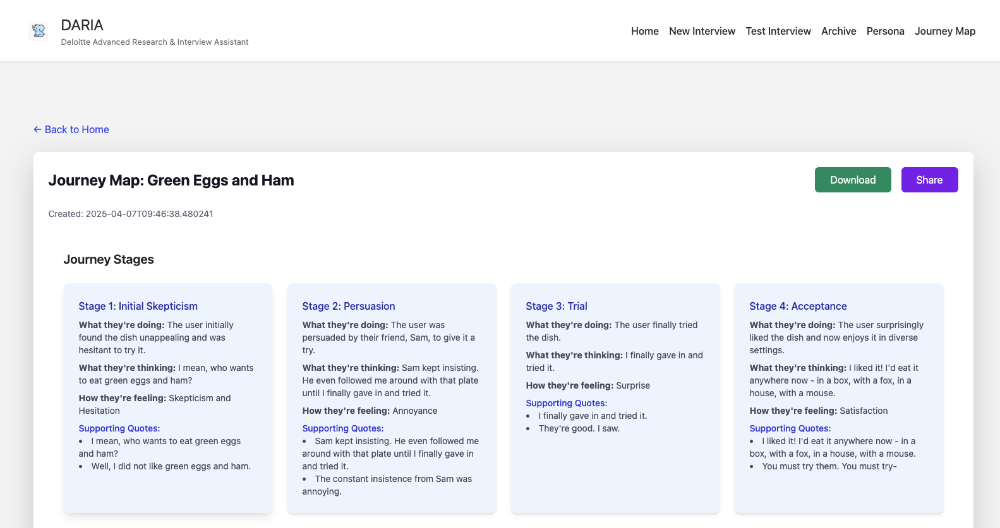 DARIA
Deloitte Advanced Research & Interview Assistant
Home New Interview Test Interview Archive Persona Journey Map
← Back to Home
Journey Map: Green Eggs and Ham
Download
Share
Created: 2025-04-07T09:46:38.480241
Journey Stages
Stage 1: Initial Skepticism
What they're doing: The user initially
found the dish unappealing and was
hesitant to try it.
What they're thinking: I mean, who wants
to eat green eggs and ham?
How they're feeling: Skepticism and
Hesitation
Supporting Quotes:
• I mean, who wants to eat green eggs
and ham?
• Well, I did not like green eggs and ham.
Stage 2: Persuasion
What they're doing: The user was
persuaded by their friend, Sam, to give it a
try.
What they're thinking: Sam kept insisting.
He even followed me around with that plate
until I finally gave in and tried it.
How they're feeling: Annoyance
Supporting Quotes:
• Sam kept insisting. He even followed me
around with that plate until I finally gave in
and tried it.
• The constant insistence from Sam was
annoying.
Stage 3: Trial
What they're doing: The user finally tried
the dish.
What they're thinking: I finally gave in and
tried it.
How they're feeling: Surprise
Supporting Quotes:
• I finally gave in and tried it.
• They're good. I saw.
Stage 4: Acceptance
What they're doing: The user surprisingly
liked the dish and now enjoys it in diverse
settings.
What they're thinking: I liked it! I'd eat it
anywhere now - in a box, with a fox, in a
house, with a mouse.
How they're feeling: Satisfaction
Supporting Quotes:
• I liked it! I'd eat it anywhere now - in a
box, with a fox, in a house, with a mouse.
• You must try them. You must try-